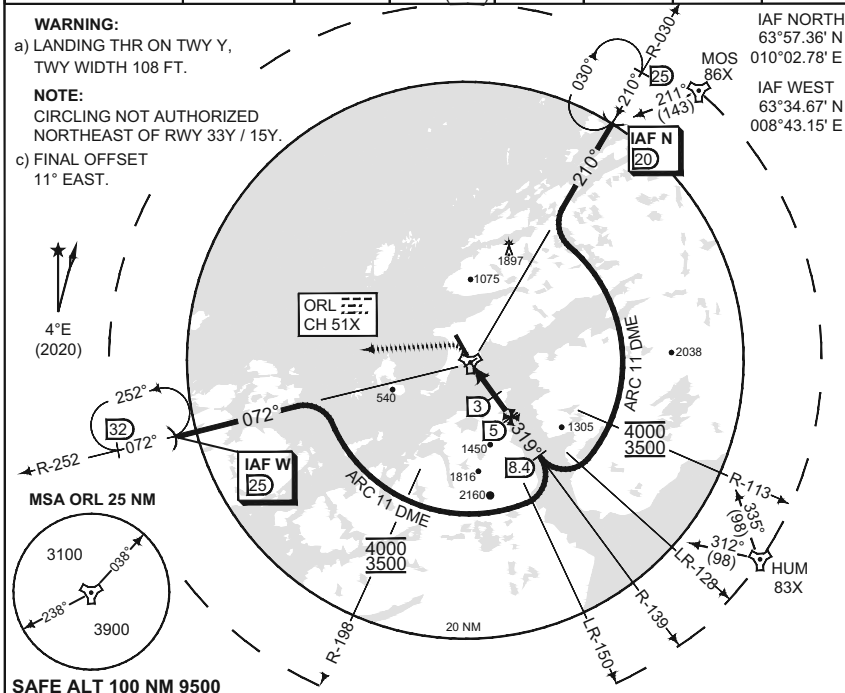 WARNING:
a) LANDING THR ON TWY Y,
TWY WIDTH 108 FT.
NOTE:
CIRCLING NOT AUTHORIZED
NORTHEAST OF RWY 33Y / 15Y.
c) FINAL OFFSET
11° EAST.
IAF NORTH
63°57.36' N
010°02.78' E
IAF WEST
63°34.67' N
008°43.15' E
R-030
030°
210°
25
MOS
86X
211°
(143)
IAF N
20
210°
4°E
(2020)
1897
1075
ORL
CH 51X
2038
ARC 11 DME
540
252°
32
072°
072°
R-252
IAF W
25
3
5
319°
8.4
1305
1450
1816
2160
4000
3500
ARC 11 DME
4000
3500
R-113
335°
(98)
312°
(98)
HUM
83X
LR-128
R-139
LR-150
R-198
20 NM
MSA ORL 25 NM
3100
038°
238°
3900
SAFE ALT 100 NM 9500